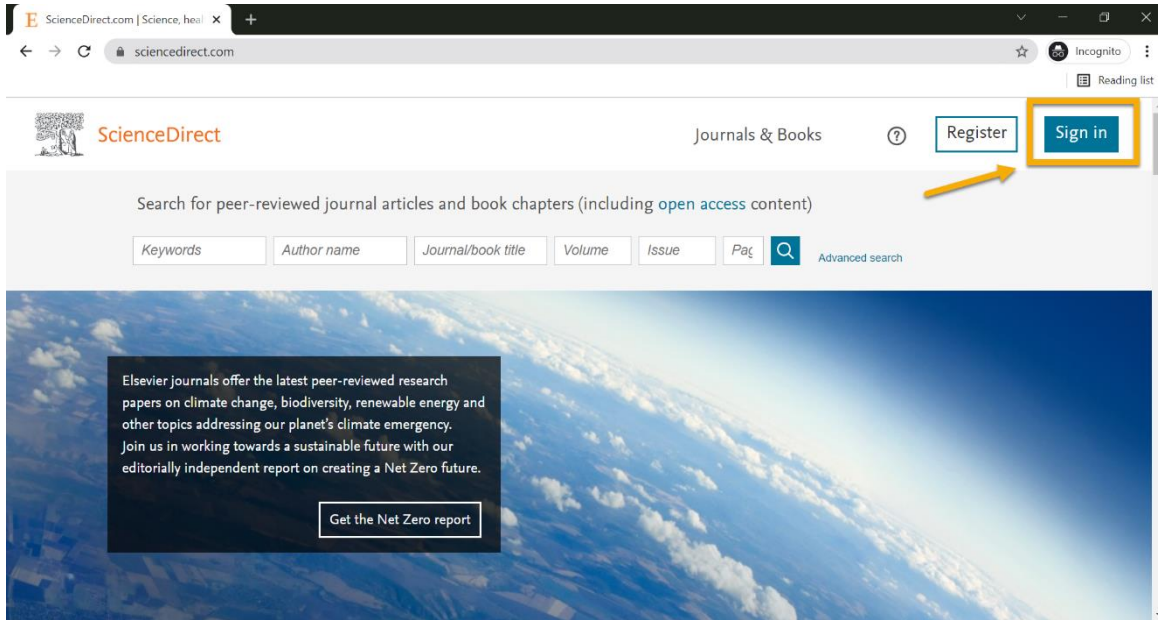 ScienceDirect.com | Science, heal
sciencedirect.com
Incognito
Reading list
ScienceDirect
Journals & Books
?
Register
Sign in
Search for peer-reviewed journal articles and book chapters (including open access content)
Keywords
Author name
Journal/book title
Volume
Issue
Pag
Advanced search
Elsevier journals offer the latest peer-reviewed research
papers on climate change, biodiversity, renewable energy and
other topics addressing our planet's climate emergency.
Join us in working towards a sustainable future with our
editorially independent report on creating a Net Zero future.
Get the Net Zero report